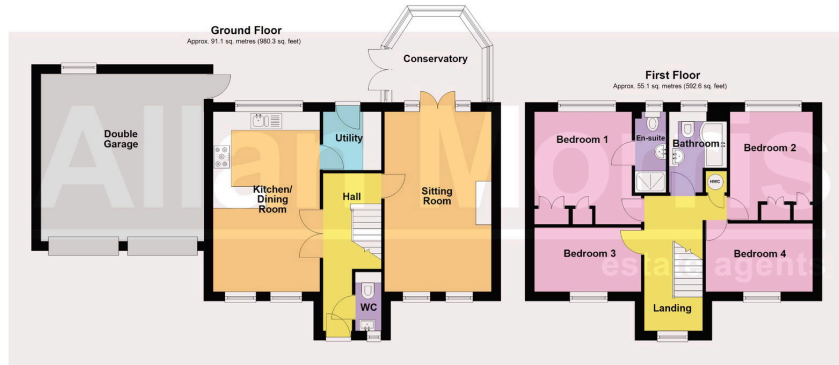 Ground Floor
Approx. 91.1 sq. metres (980.3 sq. feet)
Conservatory
Double
Garage
Utility
Kitchen/
Dining
Room
Hall
Sitting
Room
WC
First Floor
Approx. 55.1 sq. metres (592.6 sq. feet)
Bedroom 1
En-suite
Bathroom
Bedroom 2
HWC
Bedroom 3
Bedroom 4
Landing
Allan Morris
estate agents